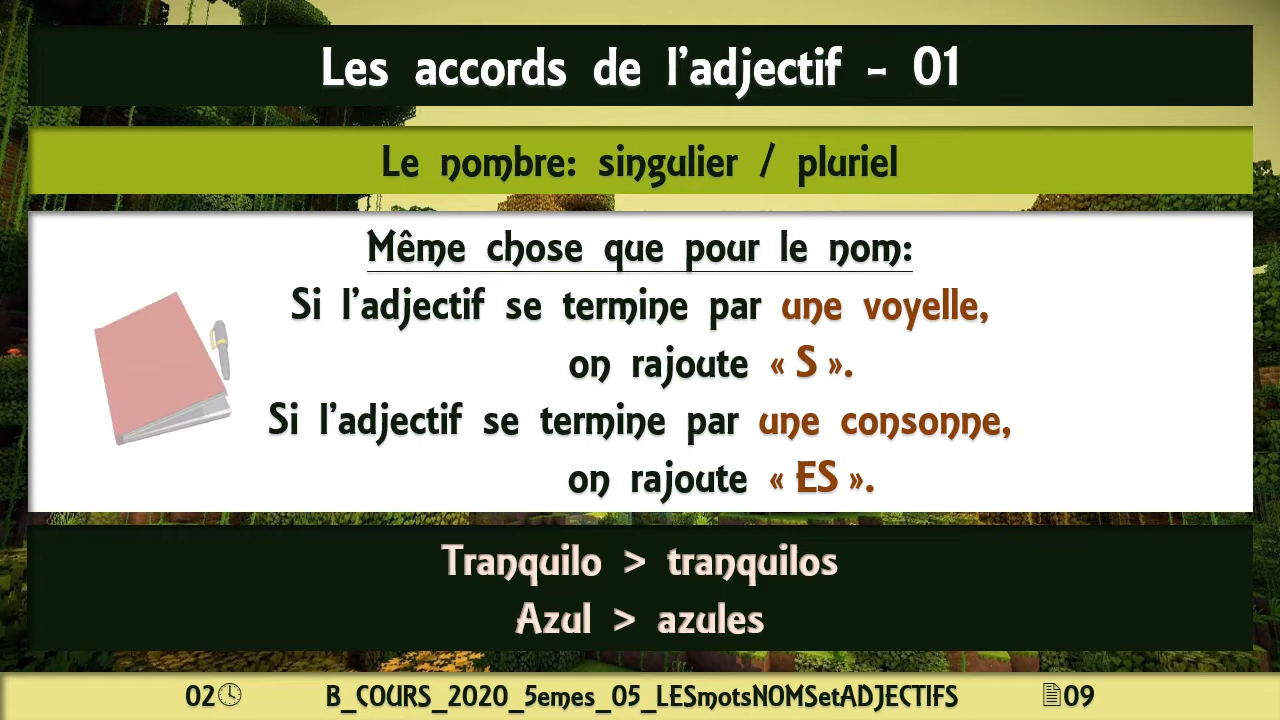 Les accords de l'adjectif - 01
Le nombre: singulier / pluriel
Même chose que pour le nom:
Si l'adjectif se termine par une voyelle,
on rajoute « S ».
Si l'adjectif se termine par une consonne,
on rajoute « ES ».
Tranquilo > tranquilos
Azul > azules
02 B_COURS_2020_5emes_05_LESmotsNOMSetADJECTIFS 09